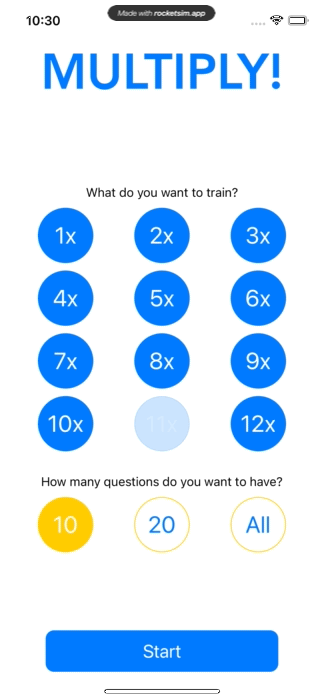 10:30
Made with rocketsim.app
MULTIPLY!
What do you want to train?
1x 2x 3x
4x 5x 6x
7x 8x 9x
10x 11x 12x
How many questions do you want to have?
10 20 All
Start